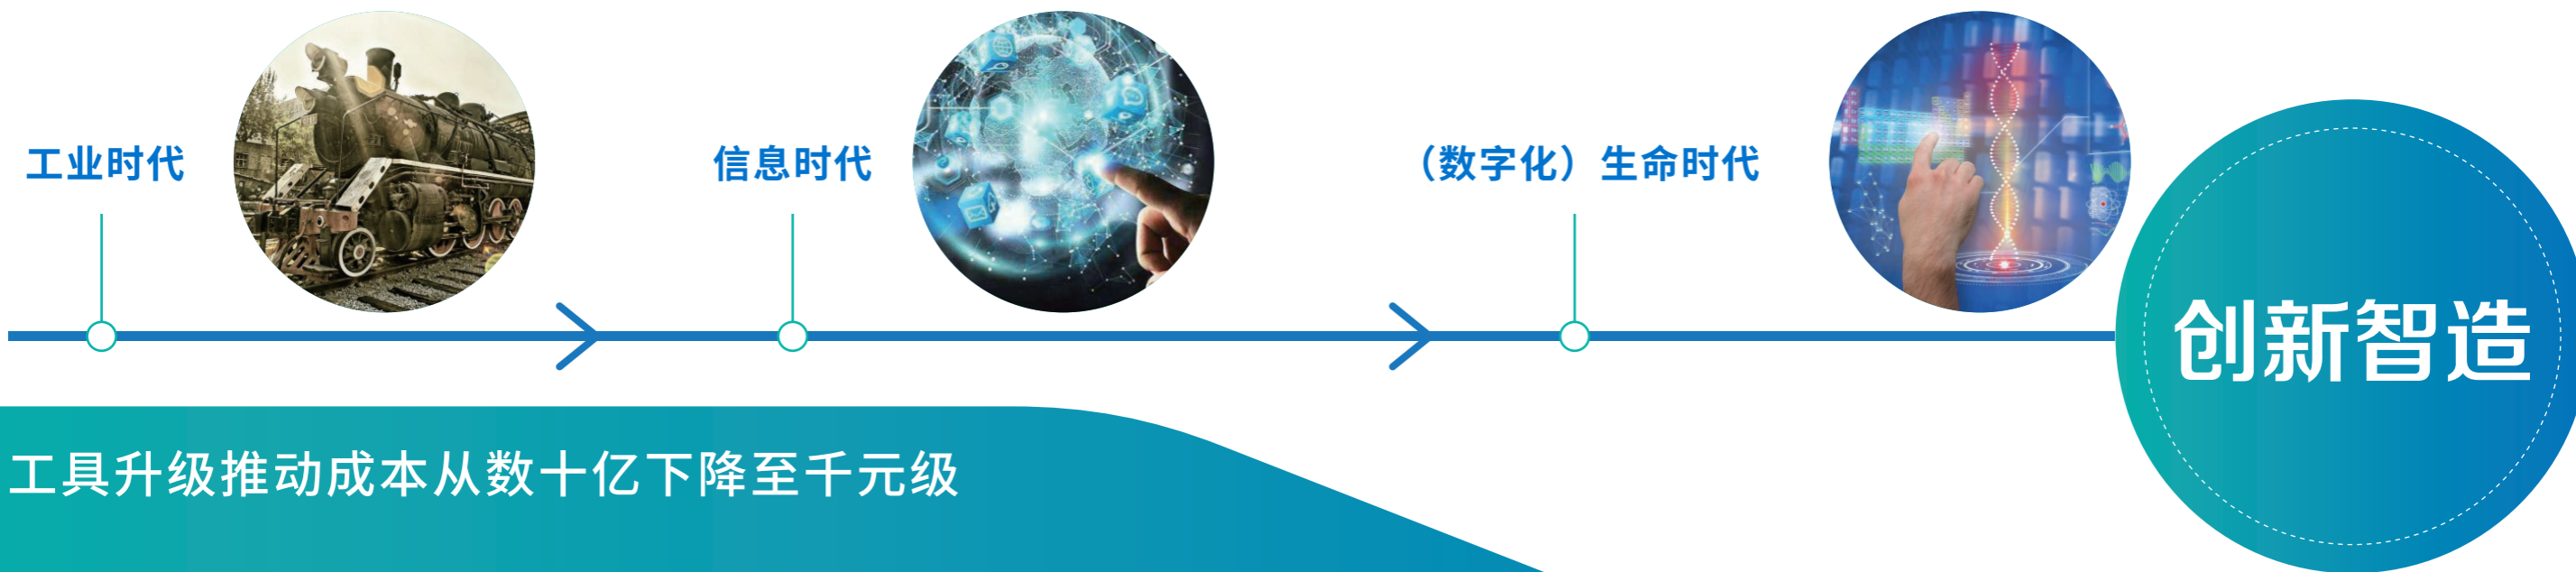 工业时代
信息时代
（数字化）生命时代
创新智造
工具升级推动成本从数十亿下降至千元级